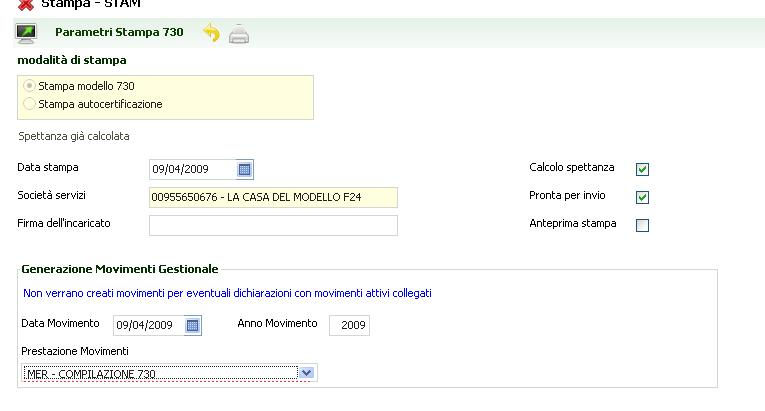 Stampa - STAM
Parametri Stampa 730
modalità di stampa
Stampa modello 730
Stampa autocertificazione
Spettanza già calcolata
Data stampa 09/04/2009 Calcolo spettanza
Società servizi 00955650676 - LA CASA DEL MODELLO F24 Pronta per invio
Firma dell'incaricato Anteprima stampa
Generazione Movimenti Gestionale
Non verrano creati movimenti per eventuali dichiarazioni con movimenti attivi collegati
Data Movimento 09/04/2009 Anno Movimento 2009
Prestazione Movimenti
MER - COMPILAZIONE 730